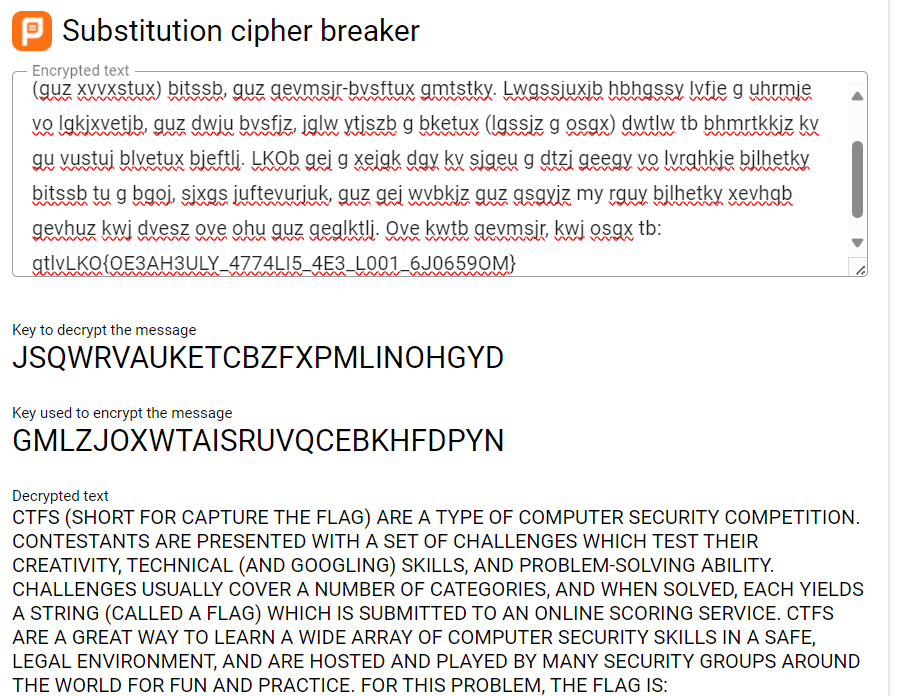 Substitution cipher breaker
Encrypted text
(guz xvvxstux) bitssb, guz qevmsjr-bvsftux gmtstky. Lwgssjuxjb hbhgssy lvfje g uhrmje
vo lgkjxvetjb, guz dwju bvsfjz, jglw ytjszb g bketux (lgssjz g osgx) dwtlw tb bhmrtkkjz kv
gu vustuj blvetux bjeftlj. LKOb gej g xejgk dgy kv sjgeu g dtzj geegy vo lvrqhkje bjlhetky
bitssb tu g bgoj, sjxgs juftevurjuk, guz gej wvbkjz guz qsgyjz my rguy bjlhetky xevhqb
gevhuz kwj dvesz ove ohu guz qeglktlj. Ove kwtb qevmsjr, kwj osgx tb:
qtlvLKO{OE3AH3ULY_4774LI5_4E3_L001_6J0659OM}
Key to decrypt the message
JSQWRVAUKETCBZFXPMLINOHGYD
Key used to encrypt the message
GMLZJOXWTAISRUVQCEBKHFDPYN
Decrypted text
CTFS (SHORT FOR CAPTURE THE FLAG) ARE A TYPE OF COMPUTER SECURITY COMPETITION.
CONTESTANTS ARE PRESENTED WITH A SET OF CHALLENGES WHICH TEST THEIR
CREATIVITY, TECHNICAL (AND GOOGLING) SKILLS, AND PROBLEM-SOLVING ABILITY.
CHALLENGES USUALLY COVER A NUMBER OF CATEGORIES, AND WHEN SOLVED, EACH YIELDS
A STRING (CALLED A FLAG) WHICH IS SUBMITTED TO AN ONLINE SCORING SERVICE. CTFS
ARE A GREAT WAY TO LEARN A WIDE ARRAY OF COMPUTER SECURITY SKILLS IN A SAFE,
LEGAL ENVIRONMENT, AND ARE HOSTED AND PLAYED BY MANY SECURITY GROUPS AROUND
THE WORLD FOR FUN AND PRACTICE. FOR THIS PROBLEM, THE FLAG IS: